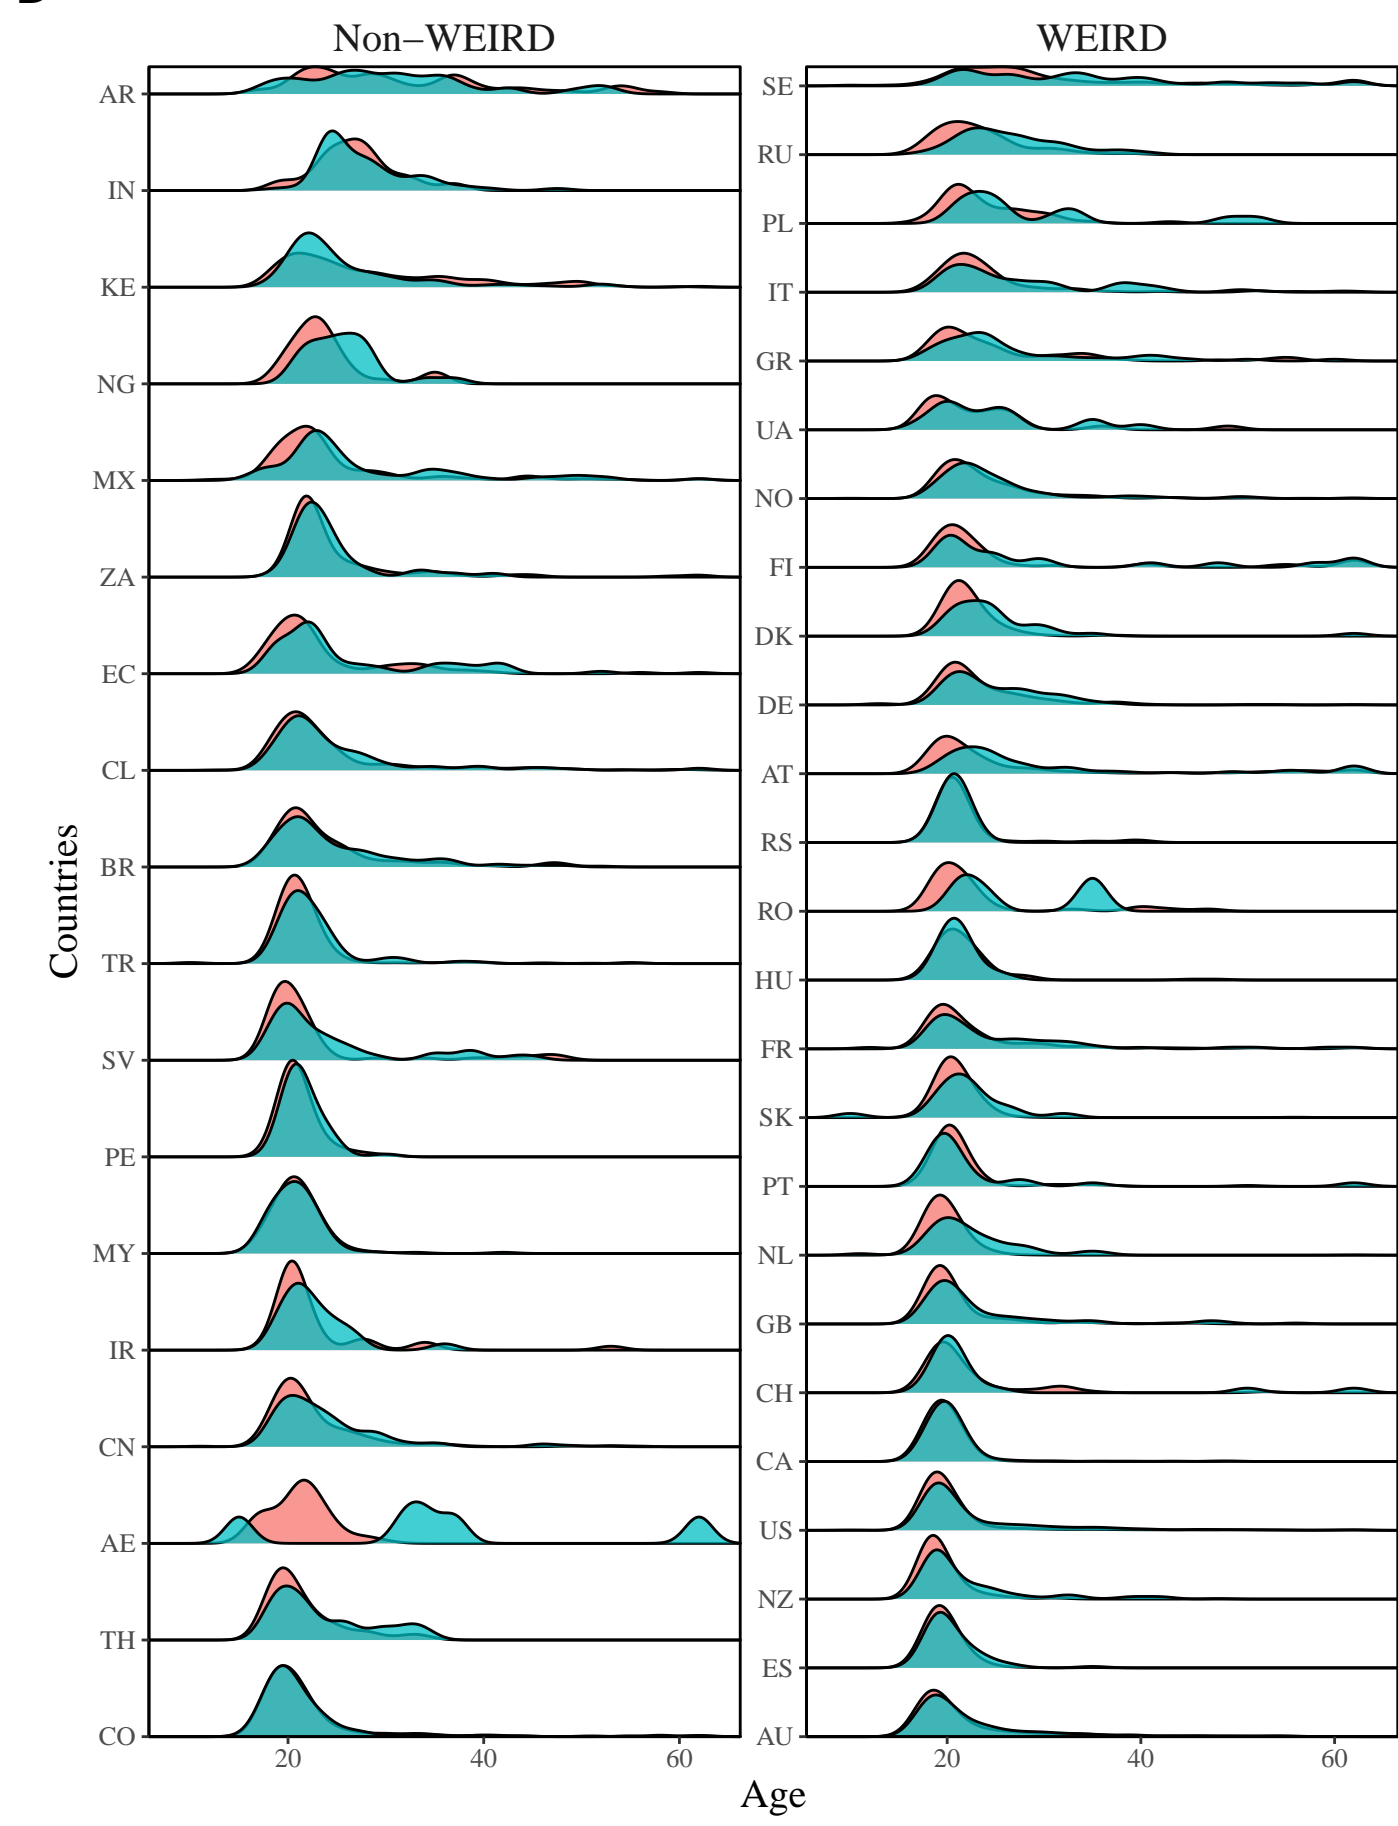 Non−WEIRD
WEIRD
Countries
AR
IN
KE
NG
MX
ZA
EC
CL
BR
TR
SV
PE
MY
IR
CN
AE
TH
CO
SE
RU
PL
IT
GR
UA
NO
FI
DK
DE
AT
RS
RO
HU
FR
SK
PT
NL
GB
CH
CA
US
NZ
ES
AU
20 40 60
20 40 60
Age